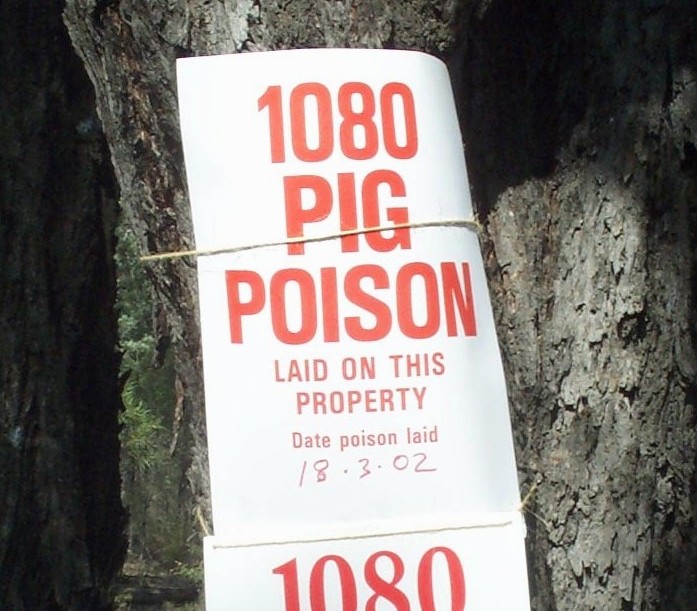 1080
PIG
POISON
LAID ON THIS
PROPERTY
Date poison laid
18.3.02
1080